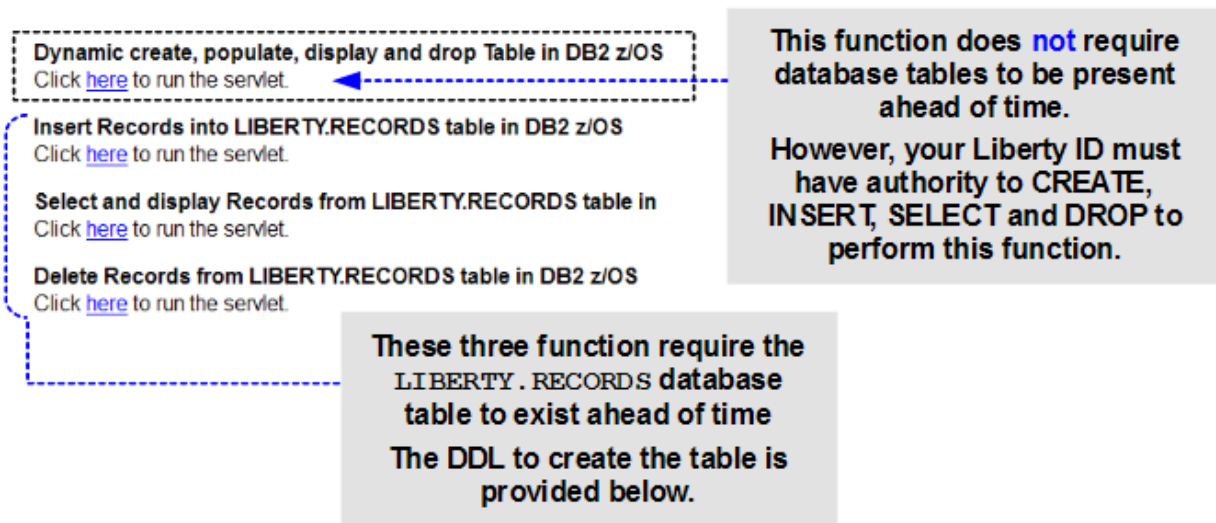 Dynamic create, populate, display and drop Table in DB2 z/OS
Click here to run the servlet.
Insert Records into LIBERTY.RECORDS table in DB2 z/OS
Click here to run the servlet.
Select and display Records from LIBERTY.RECORDS table in
Click here to run the servlet.
Delete Records from LIBERTY.RECORDS table in DB2 z/OS
Click here to run the servlet.
This function does not require
database tables to be present
ahead of time.
However, your Liberty ID must
have authority to CREATE,
INSERT, SELECT and DROP to
perform this function.
These three function require the
LIBERTY.RECORDS database
table to exist ahead of time
The DDL to create the table is
provided below.